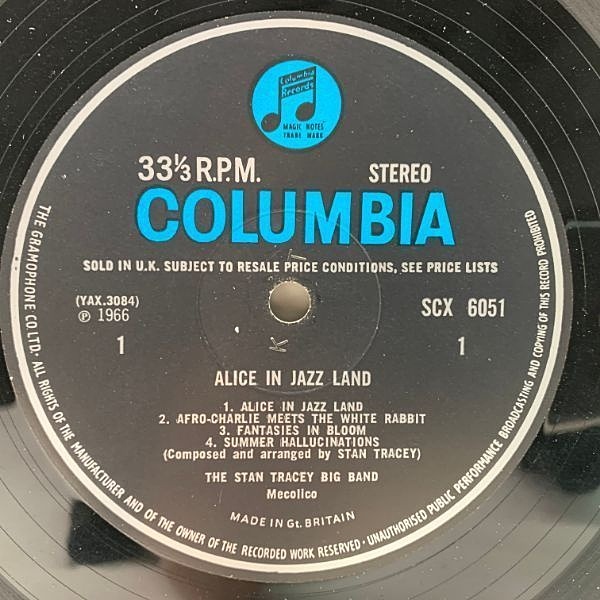 Columbia
Records
MAGIC NOTES
TRADE MARK
33⅓ R.P.M. STEREO
COLUMBIA
SOLD IN U.K. SUBJECT TO RESALE PRICE CONDITIONS, SEE PRICE LISTS
(YAX.3084)
Ⓟ 1966
SCX 6051
1 1
ALICE IN JAZZ LAND
1. ALICE IN JAZZ LAND
2. AFRO-CHARLIE MEETS THE WHITE RABBIT
3. FANTASIES IN BLOOM
4. SUMMER HALLUCINATIONS
(Composed and arranged by STAN TRACEY)
THE STAN TRACEY BIG BAND
Mecolico
MADE IN Gt. BRITAIN
THE GRAMOPHONE CO LTD. ALL RIGHTS OF THE MANUFACTURER AND OF THE OWNER OF THE RECORDED WORK RESERVED · UNAUTHORISED PUBLIC PERFORMANCE BROADCASTING AND COPYING OF THIS RECORD PROHIBITED